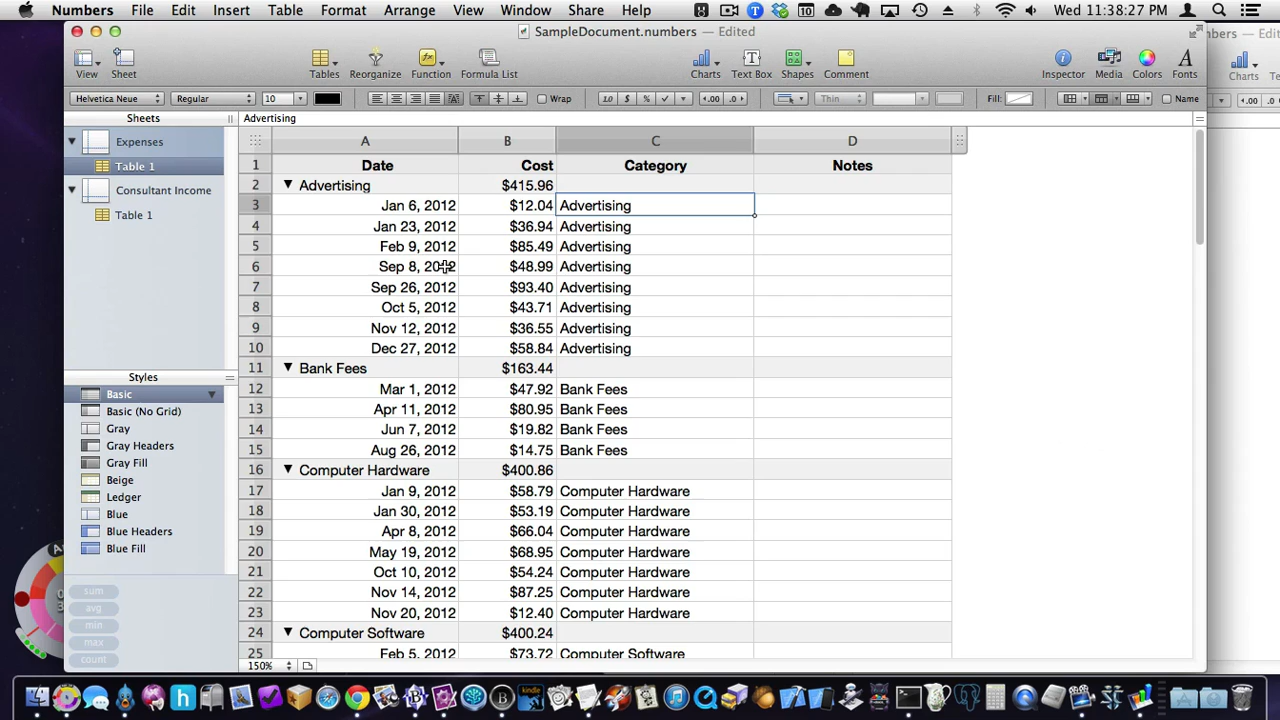 Numbers File Edit Insert Table Format Arrange View Window Share Help Wed 11:38:27 PM
SampleDocument.numbers — Edited
View Sheet Tables Reorganize Function Formula List Charts Text Box Shapes Comment Inspector Media Colors Fonts
Helvetica Neue Regular 10 Wrap 1.0 $ % .00 .0 Thin Fill: Name
Sheets Advertising
Expenses
Table 1
Consultant Income
Table 1
Styles
Basic
Basic (No Grid)
Gray
Gray Headers
Gray Fill
Beige
Ledger
Blue
Blue Headers
Blue Fill
sum
avg
min
max
count
A B C D
1 Date Cost Category Notes
2 Advertising $415.96
3 Jan 6, 2012 $12.04 Advertising
4 Jan 23, 2012 $36.94 Advertising
5 Feb 9, 2012 $85.49 Advertising
6 Sep 8, 2012 $48.99 Advertising
7 Sep 26, 2012 $93.40 Advertising
8 Oct 5, 2012 $43.71 Advertising
9 Nov 12, 2012 $36.55 Advertising
10 Dec 27, 2012 $58.84 Advertising
11 Bank Fees $163.44
12 Mar 1, 2012 $47.92 Bank Fees
13 Apr 11, 2012 $80.95 Bank Fees
14 Jun 7, 2012 $19.82 Bank Fees
15 Aug 26, 2012 $14.75 Bank Fees
16 Computer Hardware $400.86
17 Jan 9, 2012 $58.79 Computer Hardware
18 Jan 30, 2012 $53.19 Computer Hardware
19 Apr 8, 2012 $66.04 Computer Hardware
20 May 19, 2012 $68.95 Computer Hardware
21 Oct 10, 2012 $54.24 Computer Hardware
22 Nov 14, 2012 $87.25 Computer Hardware
23 Nov 20, 2012 $12.40 Computer Hardware
24 Computer Software $400.24
25 Feb 5, 2012 $73.72 Computer Software
150%
Charts